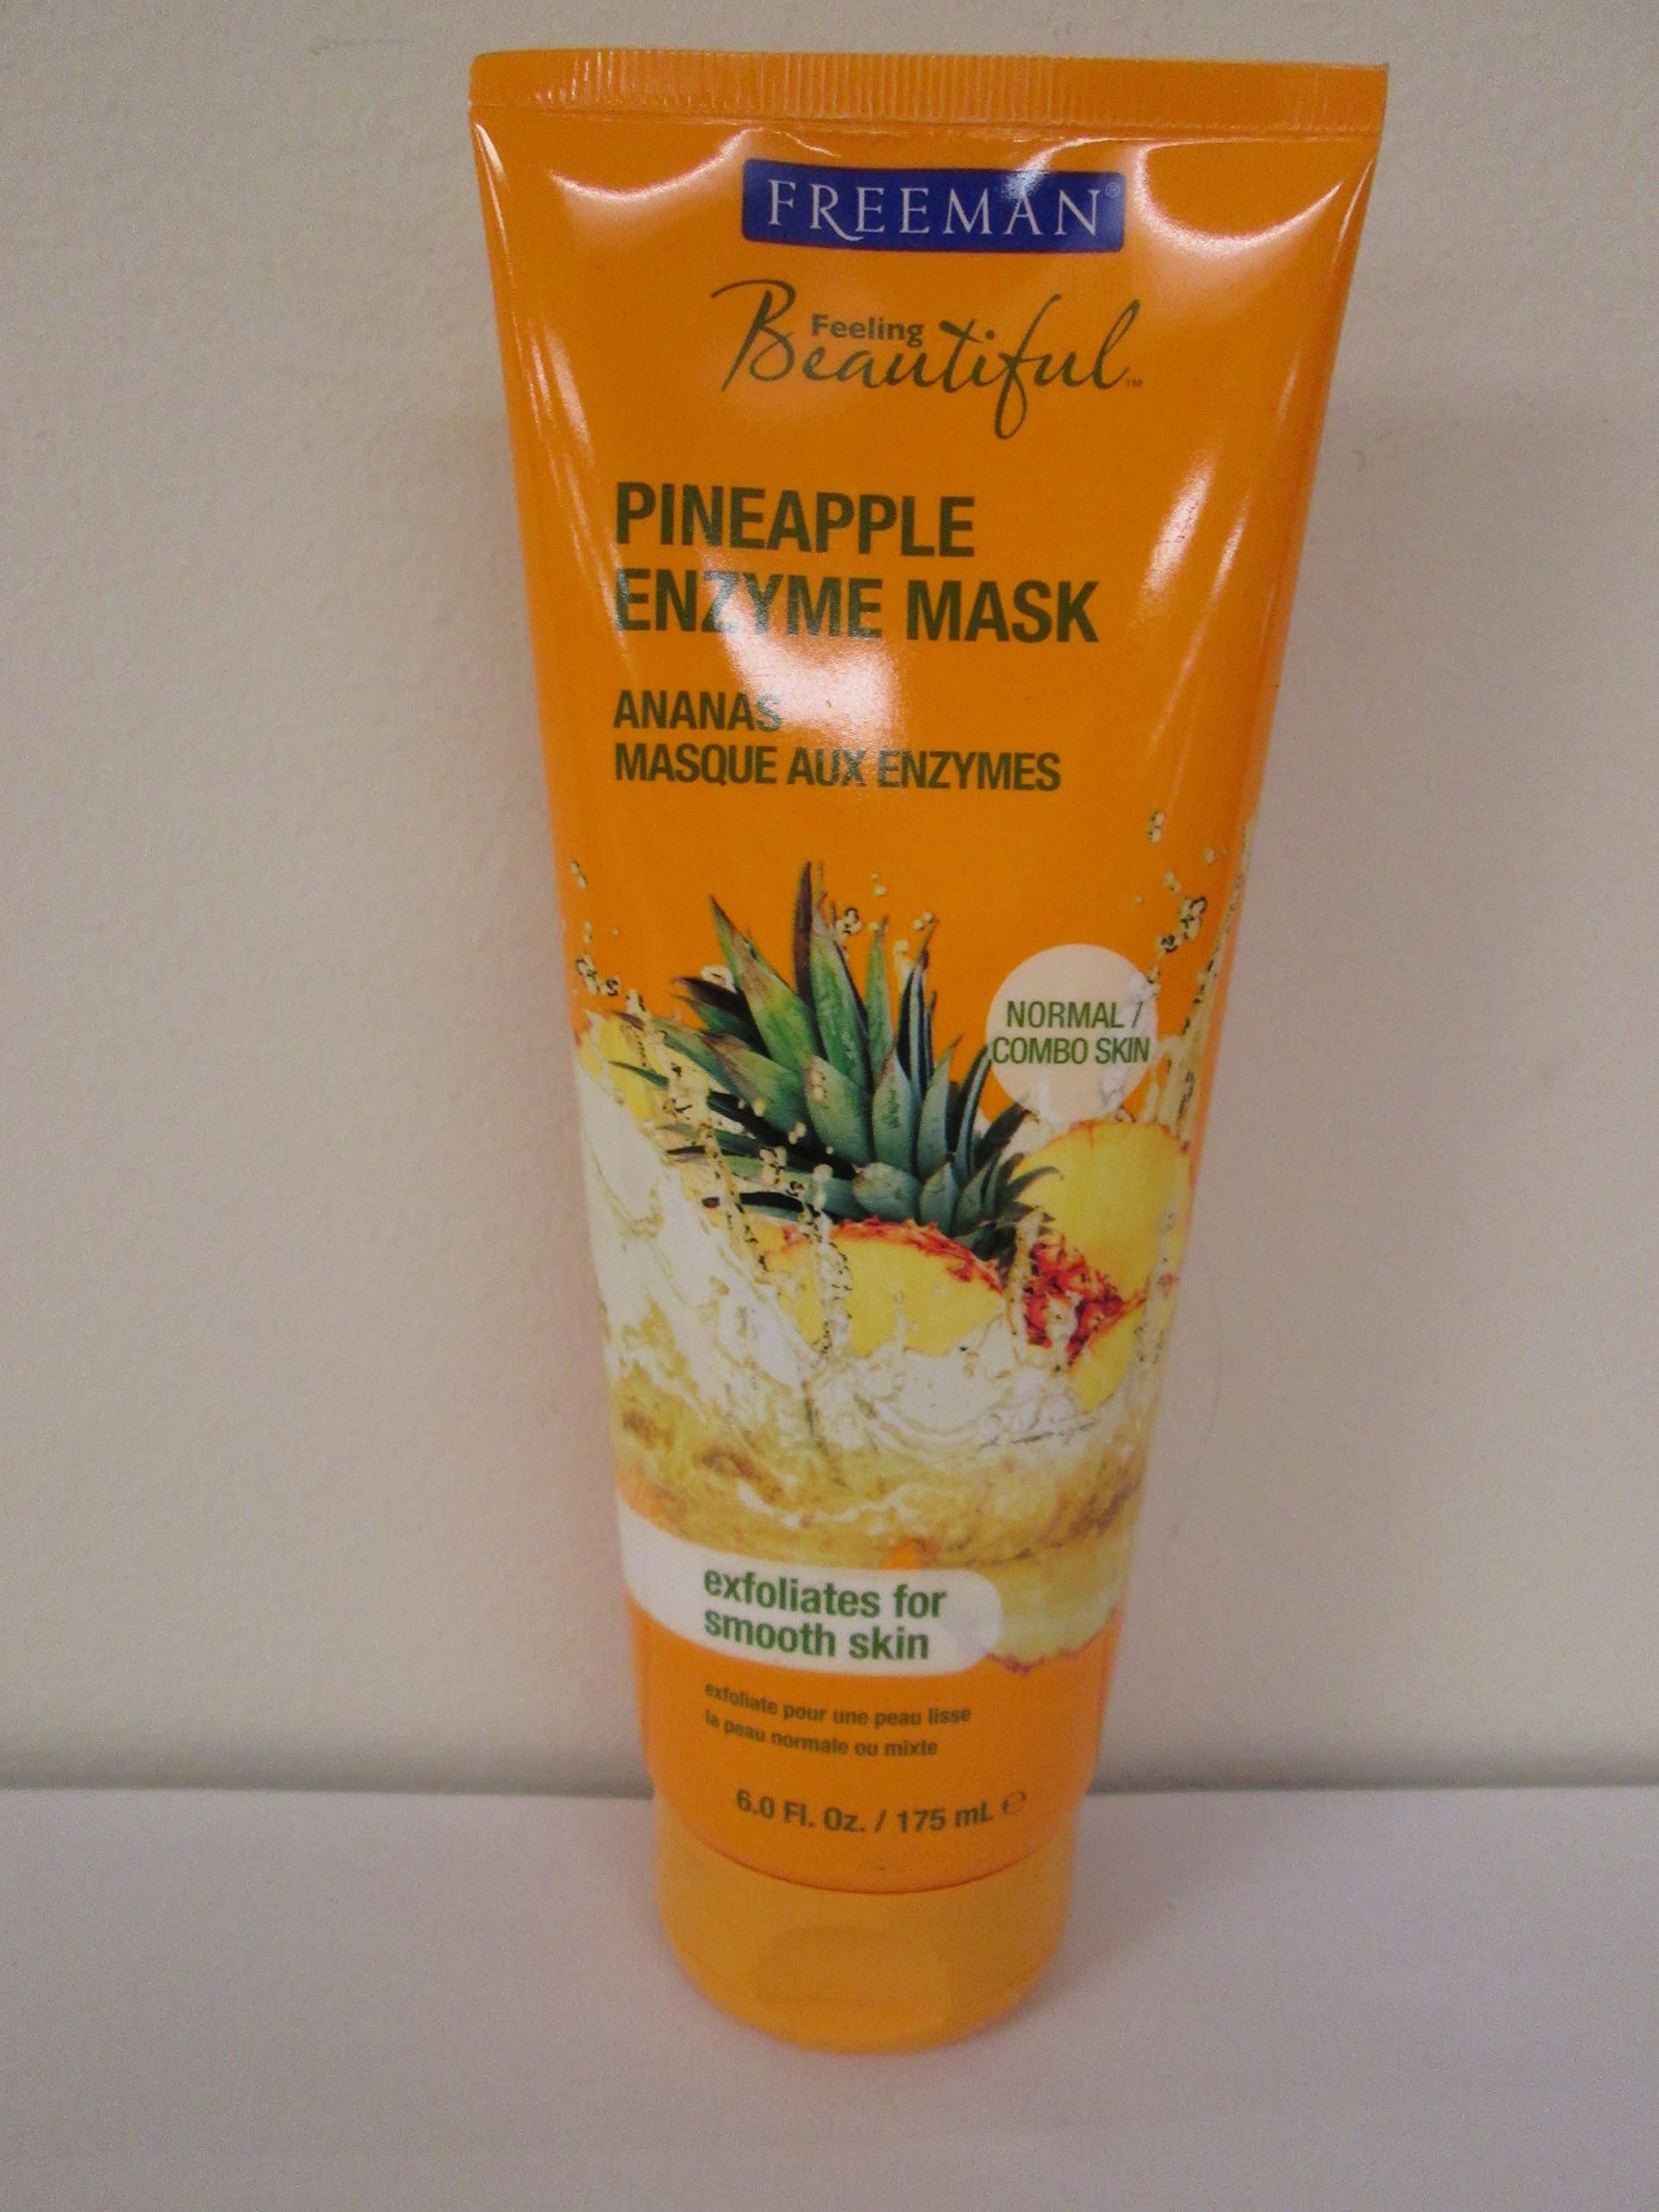 FREEMAN®
Feeling
Beautiful™
PINEAPPLE
ENZYME MASK
ANANAS
MASQUE AUX ENZYMES
NORMAL /
COMBO SKIN
exfoliates for
smooth skin
exfoliate pour une peau lisse
la peau normale ou mixte
6.0 Fl. Oz. / 175 mL ℮